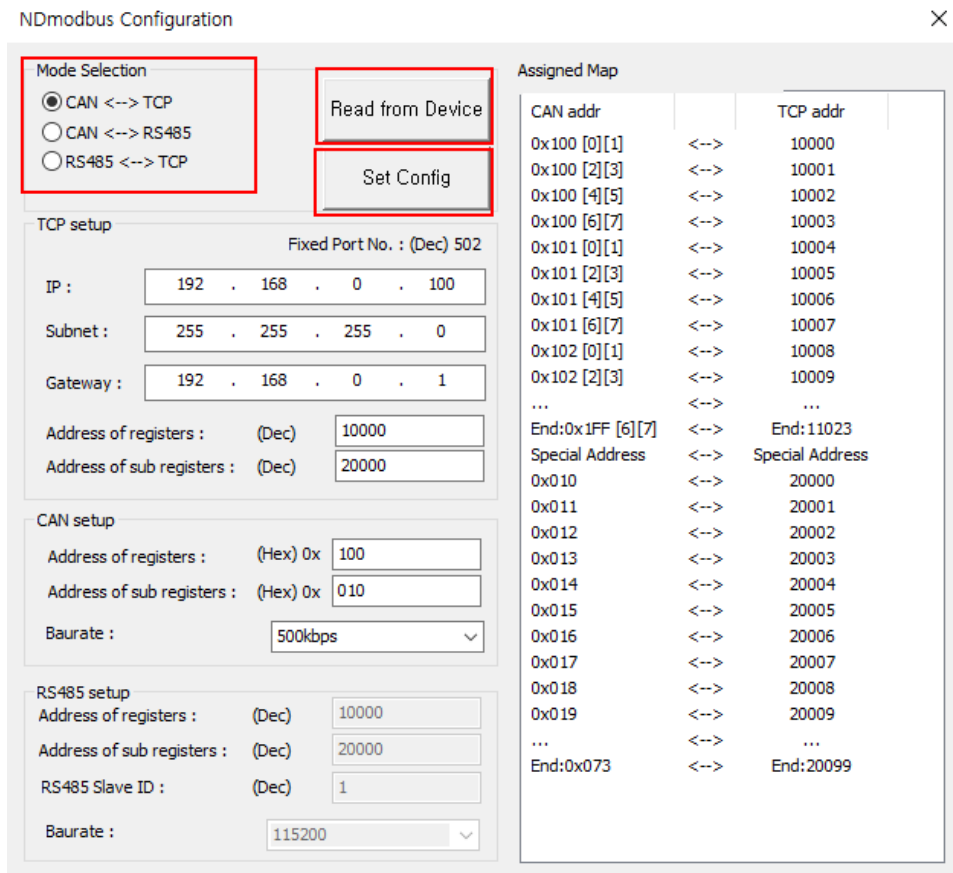 NDmodbus Configuration
Mode Selection
CAN <--> TCP
CAN <--> RS485
RS485 <--> TCP
Read from Device
Set Config
TCP setup
Fixed Port No. : (Dec) 502
IP : 192 . 168 . 0 . 100
Subnet : 255 . 255 . 255 . 0
Gateway : 192 . 168 . 0 . 1
Address of registers : (Dec) 10000
Address of sub registers : (Dec) 20000
CAN setup
Address of registers : (Hex) 0x 100
Address of sub registers : (Hex) 0x 010
Baurate : 500kbps
RS485 setup
Address of registers : (Dec) 10000
Address of sub registers : (Dec) 20000
RS485 Slave ID : (Dec) 1
Baurate : 115200
Assigned Map
CAN addr TCP addr
0x100 [0][1] <--> 10000
0x100 [2][3] <--> 10001
0x100 [4][5] <--> 10002
0x100 [6][7] <--> 10003
0x101 [0][1] <--> 10004
0x101 [2][3] <--> 10005
0x101 [4][5] <--> 10006
0x101 [6][7] <--> 10007
0x102 [0][1] <--> 10008
0x102 [2][3] <--> 10009
... <--> ...
End:0x1FF [6][7] <--> End:11023
Special Address <--> Special Address
0x010 <--> 20000
0x011 <--> 20001
0x012 <--> 20002
0x013 <--> 20003
0x014 <--> 20004
0x015 <--> 20005
0x016 <--> 20006
0x017 <--> 20007
0x018 <--> 20008
0x019 <--> 20009
... <--> ...
End:0x073 <--> End:20099